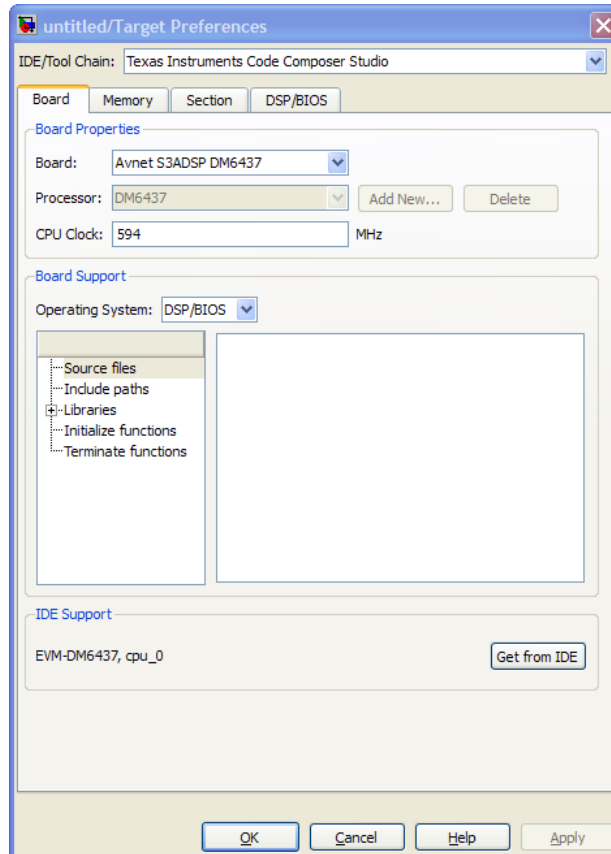 untitled/Target Preferences
IDE/Tool Chain: Texas Instruments Code Composer Studio
Board Memory Section DSP/BIOS
Board Properties
Board: Avnet S3ADSP DM6437
Processor: DM6437 Add New... Delete
CPU Clock: 594 MHz
Board Support
Operating System: DSP/BIOS
Source files
Include paths
Libraries
Initialize functions
Terminate functions
IDE Support
EVM-DM6437, cpu_0 Get from IDE
OK Cancel Help Apply